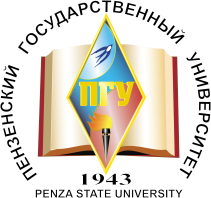 ПЕНЗЕНСКИЙ ГОСУДАРСТВЕННЫЙ УНИВЕРСИТЕТ
ПГУ
1943
PENZA STATE UNIVERSITY